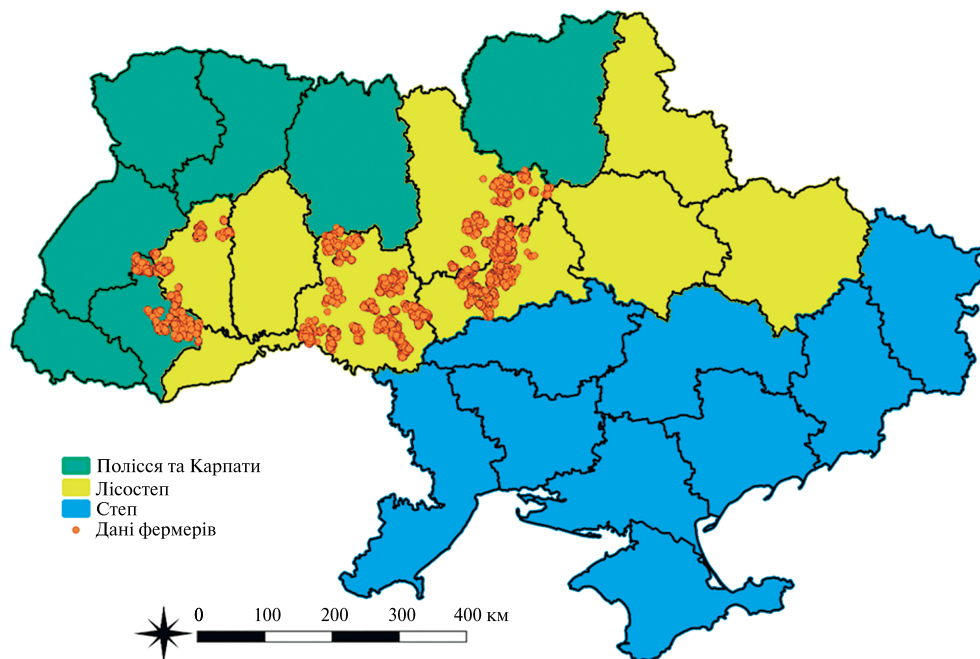 Полісся та Карпати
Лісостеп
Степ
Дані фермерів
0 100 200 300 400 км